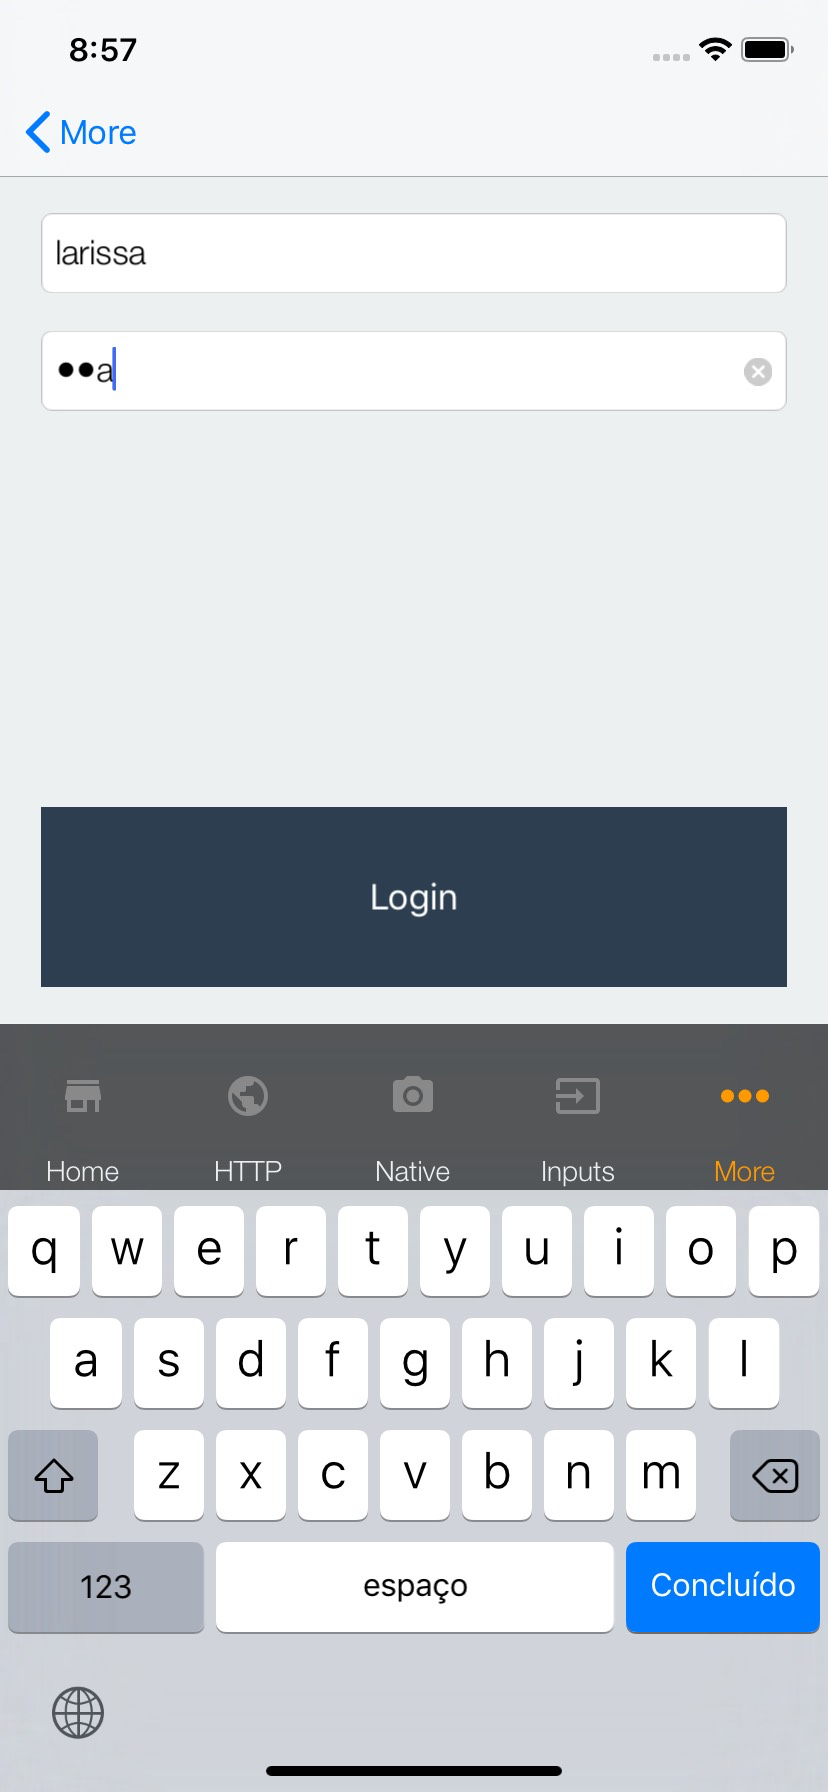 8:57
More
larissa
••a
Login
Home HTTP Native Inputs More
q w e r t y u i o p
a s d f g h j k l
z x c v b n m
123 espaço Concluído